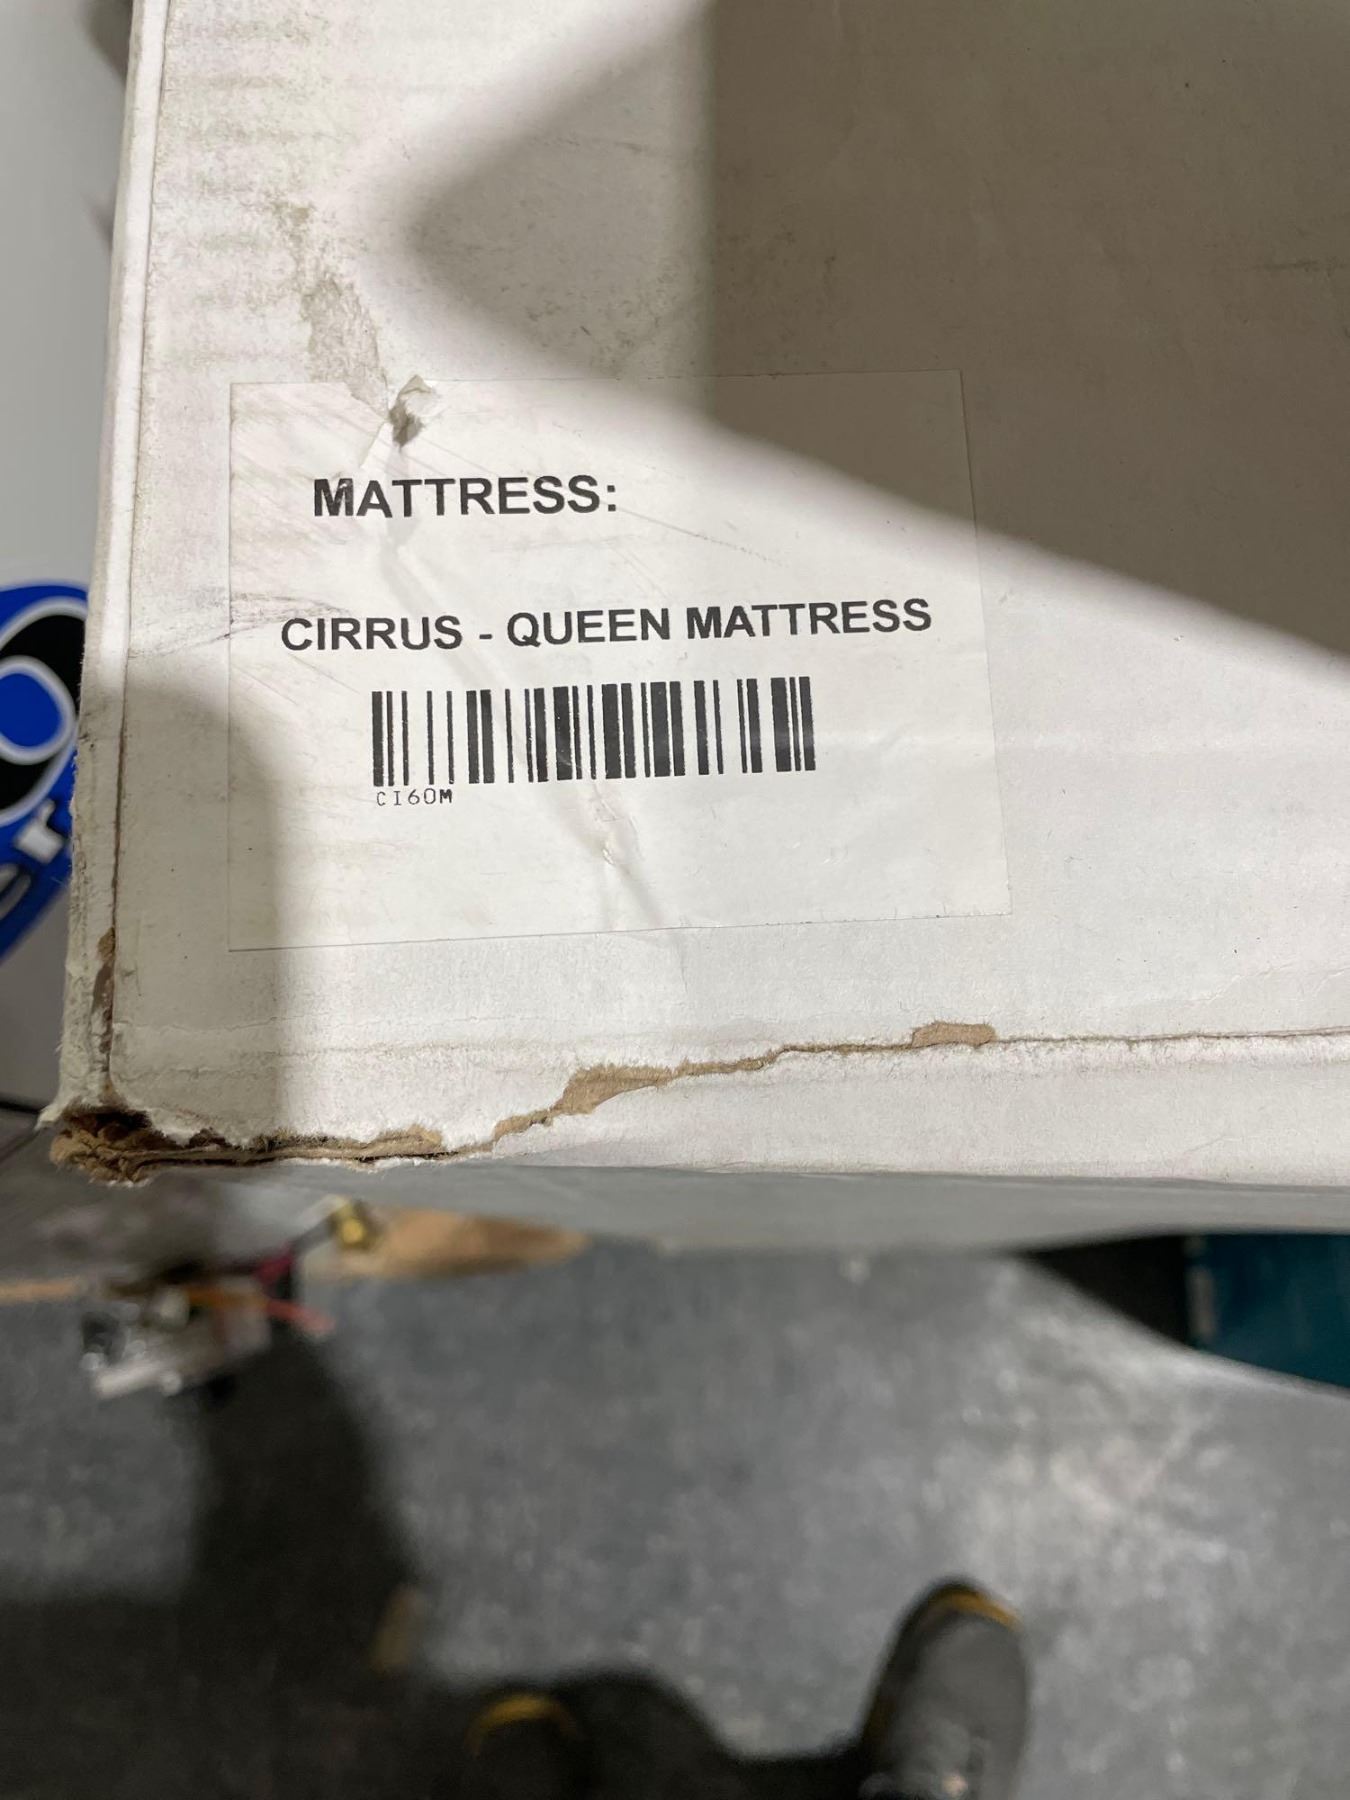 MATTRESS:
CIRRUS - QUEEN MATTRESS
CI60M